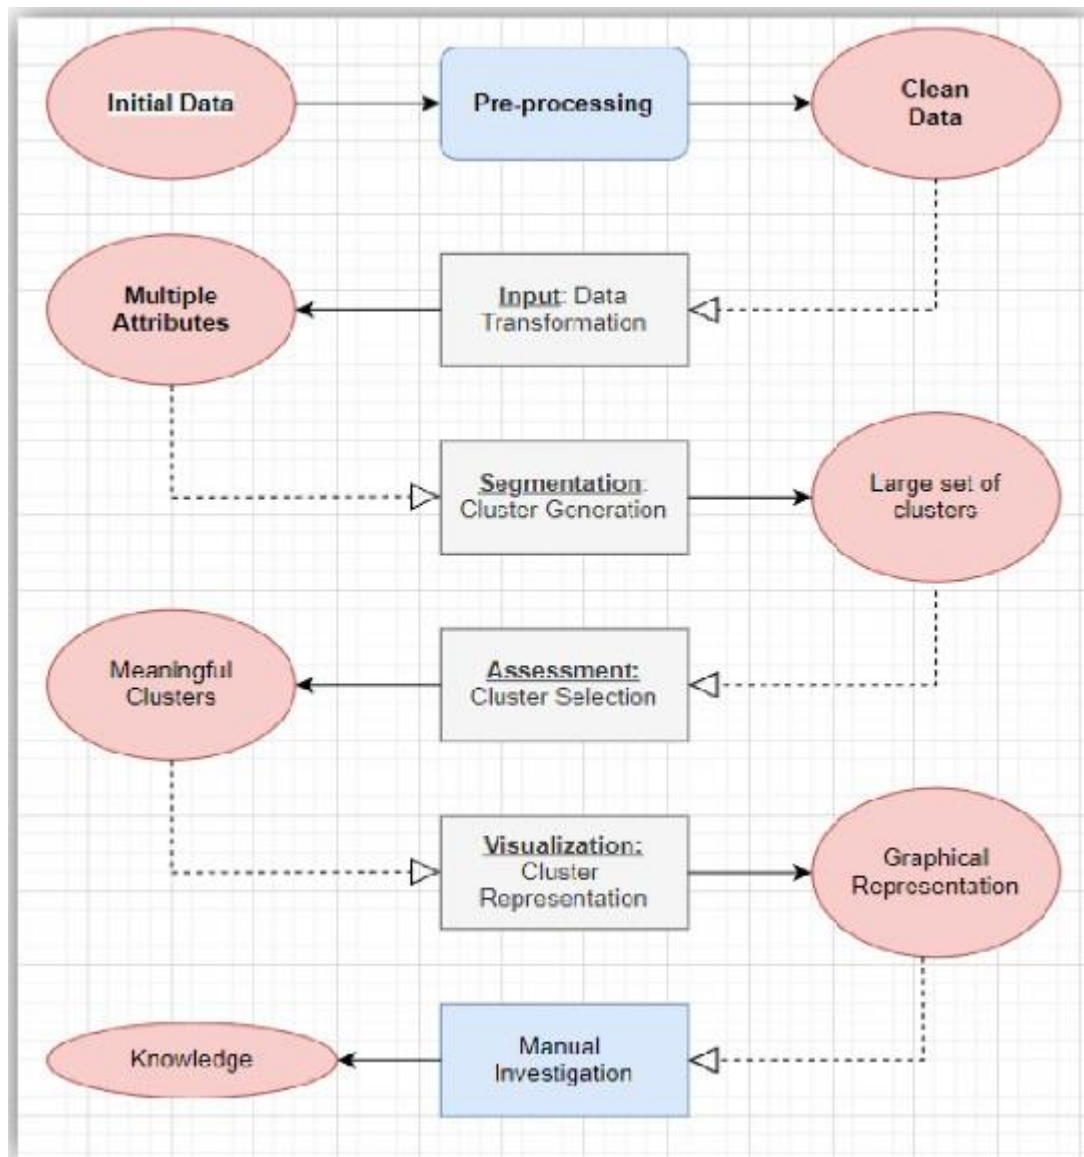 Initial Data
Pre-processing
Clean
Data
Multiple
Attributes
Input: Data
Transformation
Segmentation:
Cluster Generation
Large set of
clusters
Meaningful
Clusters
Assessment:
Cluster Selection
Visualization:
Cluster
Representation
Graphical
Representation
Knowledge
Manual
Investigation